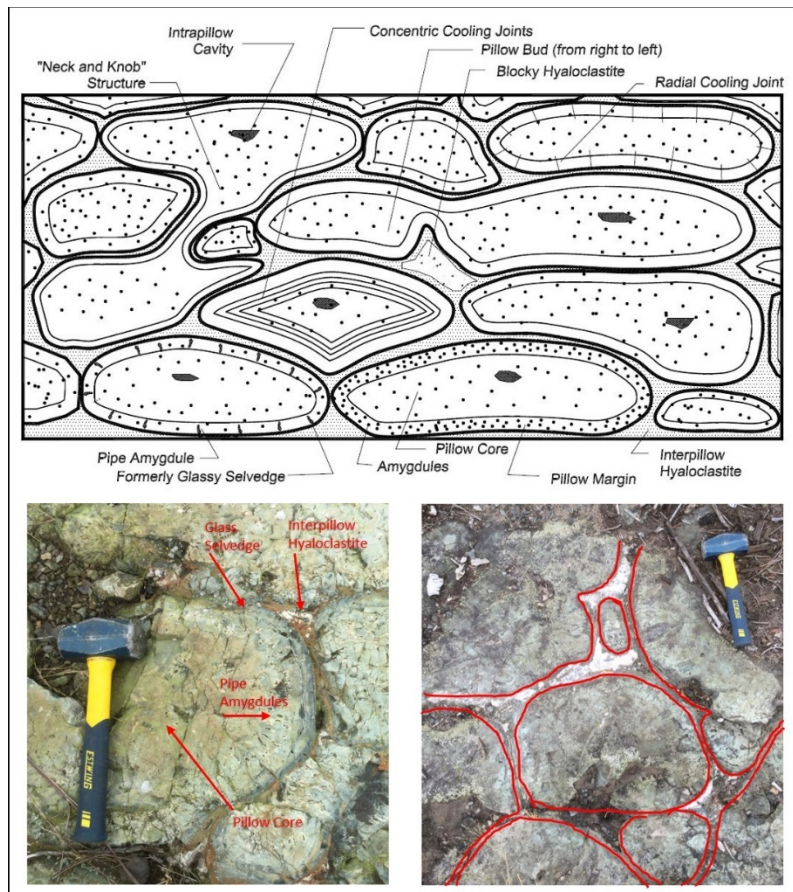 Intrapillow
Cavity
Concentric Cooling Joints
Pillow Bud (from right to left)
"Neck and Knob"
Structure
Blocky Hyaloclastite
Radial Cooling Joint
Pipe Amygdule
Formerly Glassy Selvedge
Amygdules
Pillow Core
Pillow Margin
Interpillow
Hyaloclastite
Glass
Selvedge
Interpillow
Hyaloclastite
Pipe
Amygdules
Pillow Core
ESTWING